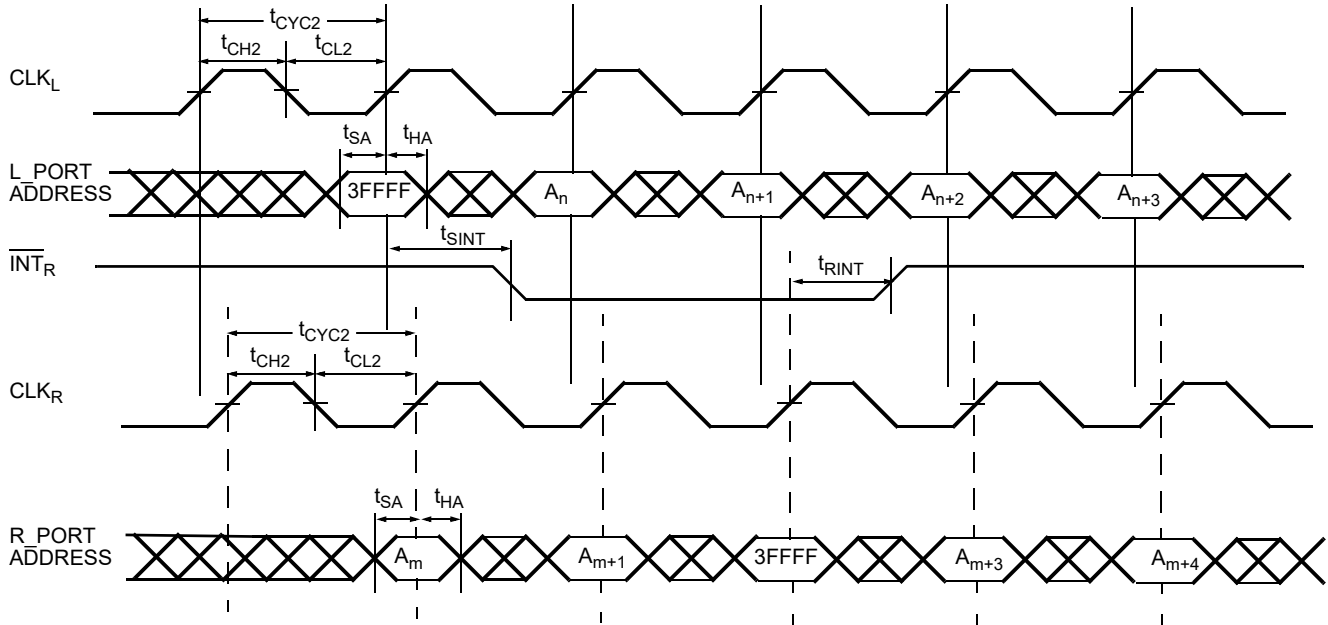 tCYC2
tCH2 tCL2
CLKL
tSA tHA
L_PORT
ADDRESS
3FFFF An An+1 An+2 An+3
tSINT
INTR
tRINT
tCYC2
tCH2 tCL2
CLKR
tSA tHA
R_PORT
ADDRESS
Am Am+1 3FFFF Am+3 Am+4